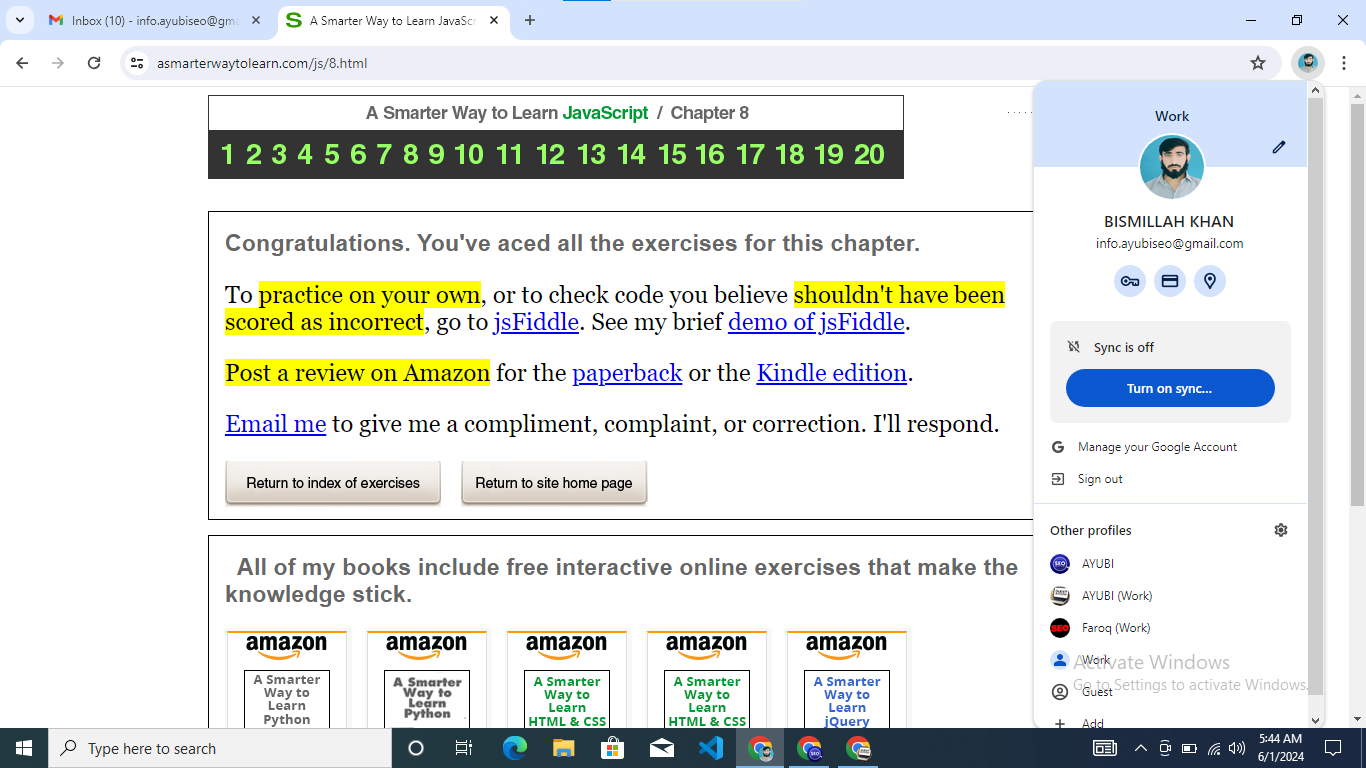 Inbox (10) - info.ayubiseo@gma
A Smarter Way to Learn JavaScr
asmarterwaytolearn.com/js/8.html
A Smarter Way to Learn JavaScript / Chapter 8
1 2 3 4 5 6 7 8 9 10 11 12 13 14 15 16 17 18 19 20
Congratulations. You've aced all the exercises for this chapter.
To practice on your own, or to check code you believe shouldn't have been
scored as incorrect, go to jsFiddle. See my brief demo of jsFiddle.
Post a review on Amazon for the paperback or the Kindle edition.
Email me to give me a compliment, complaint, or correction. I'll respond.
Return to index of exercises
Return to site home page
All of my books include free interactive online exercises that make the
knowledge stick.
amazon
A Smarter
Way to
Learn
Python
amazon
A Smarter
Way to
Learn
Python
amazon
A Smarter
Way to
Learn
HTML & CSS
amazon
A Smarter
Way to
Learn
HTML & CSS
amazon
A Smarter
Way to
Learn
jQuery
Work
BISMILLAH KHAN
info.ayubiseo@gmail.com
Sync is off
Turn on sync...
Manage your Google Account
Sign out
Other profiles
AYUBI
AYUBI (Work)
SEO
Faroq (Work)
Work
Guest
Add
Activate Windows
Go to Settings to activate Windows.
Type here to search
5:44 AM
6/1/2024